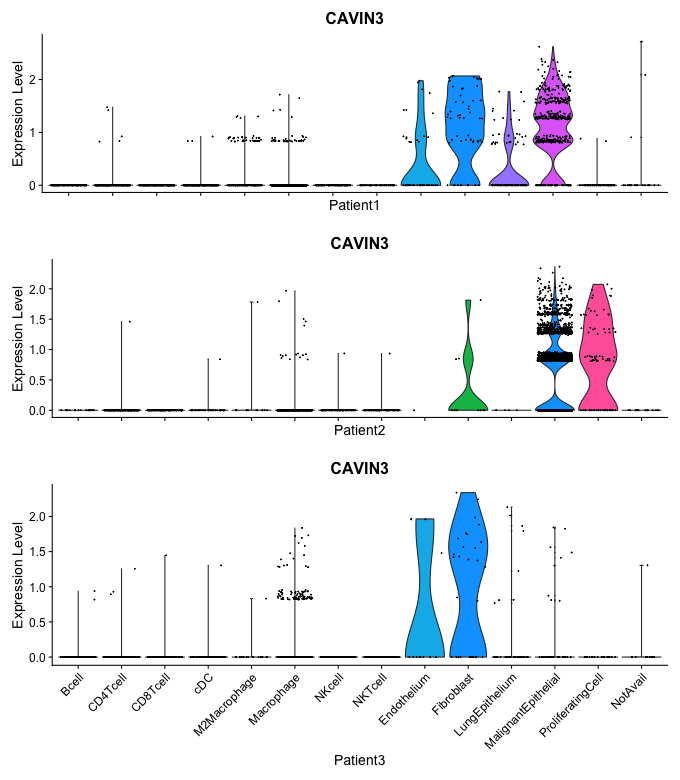 CAVIN3
Expression Level
2
1
0
Patient1
CAVIN3
Expression Level
2.0
1.5
1.0
0.5
0.0
Patient2
CAVIN3
Expression Level
2.0
1.5
1.0
0.5
0.0
Bcell
CD4Tcell
CD8Tcell
cDC
M2Macrophage
Macrophage
NKcell
NKTcell
Endothelium
Fibroblast
LungEpithelium
MalignantEpithelial
ProliferatingCell
NotAvail
Patient3